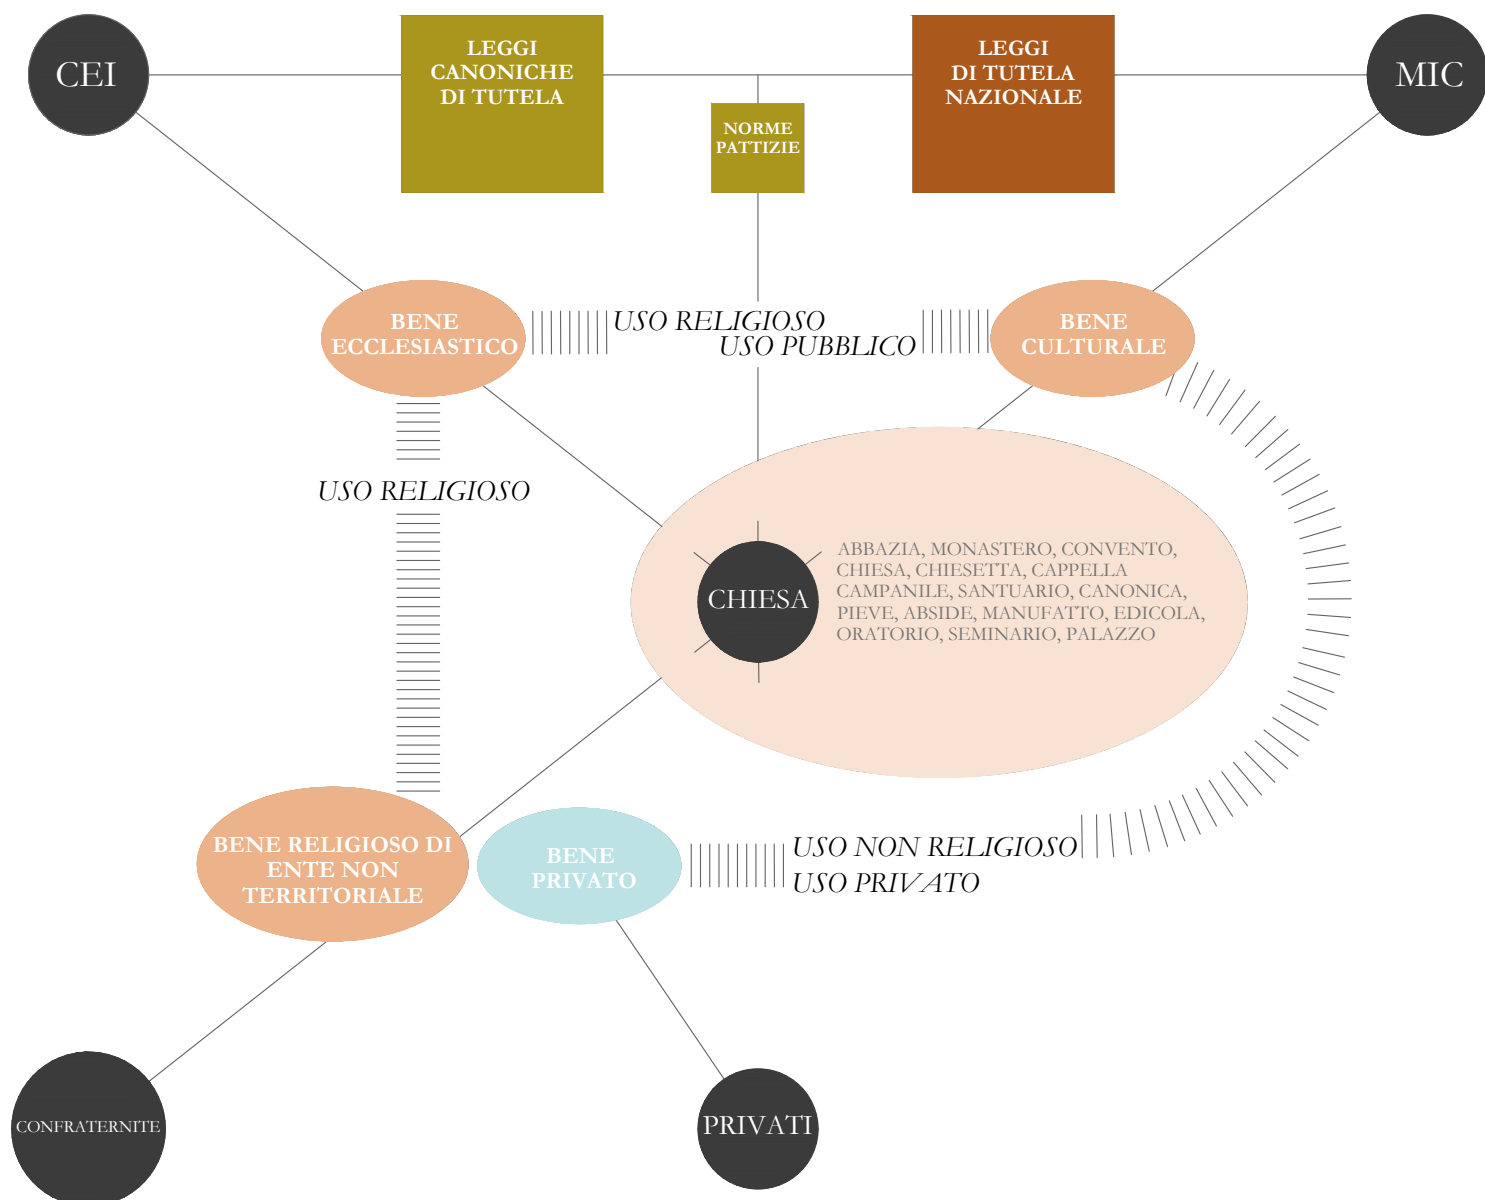 CEI
LEGGI
CANONICHE
DI TUTELA
LEGGI
DI TUTELA
NAZIONALE
MIC
NORME
PATTIZIE
BENE
ECCLESIASTICO
USO RELIGIOSO
USO PUBBLICO
BENE
CULTURALE
USO RELIGIOSO
CHIESA
ABBAZIA, MONASTERO, CONVENTO,
CHIESA, CHIESETTA, CAPPELLA
CAMPANILE, SANTUARIO, CANONICA,
PIEVE, ABSIDE, MANUFATTO, EDICOLA,
ORATORIO, SEMINARIO, PALAZZO
BENE RELIGIOSO DI
ENTE NON
TERRITORIALE
BENE
PRIVATO
USO NON RELIGIOSO
USO PRIVATO
CONFRATERNITE
PRIVATI